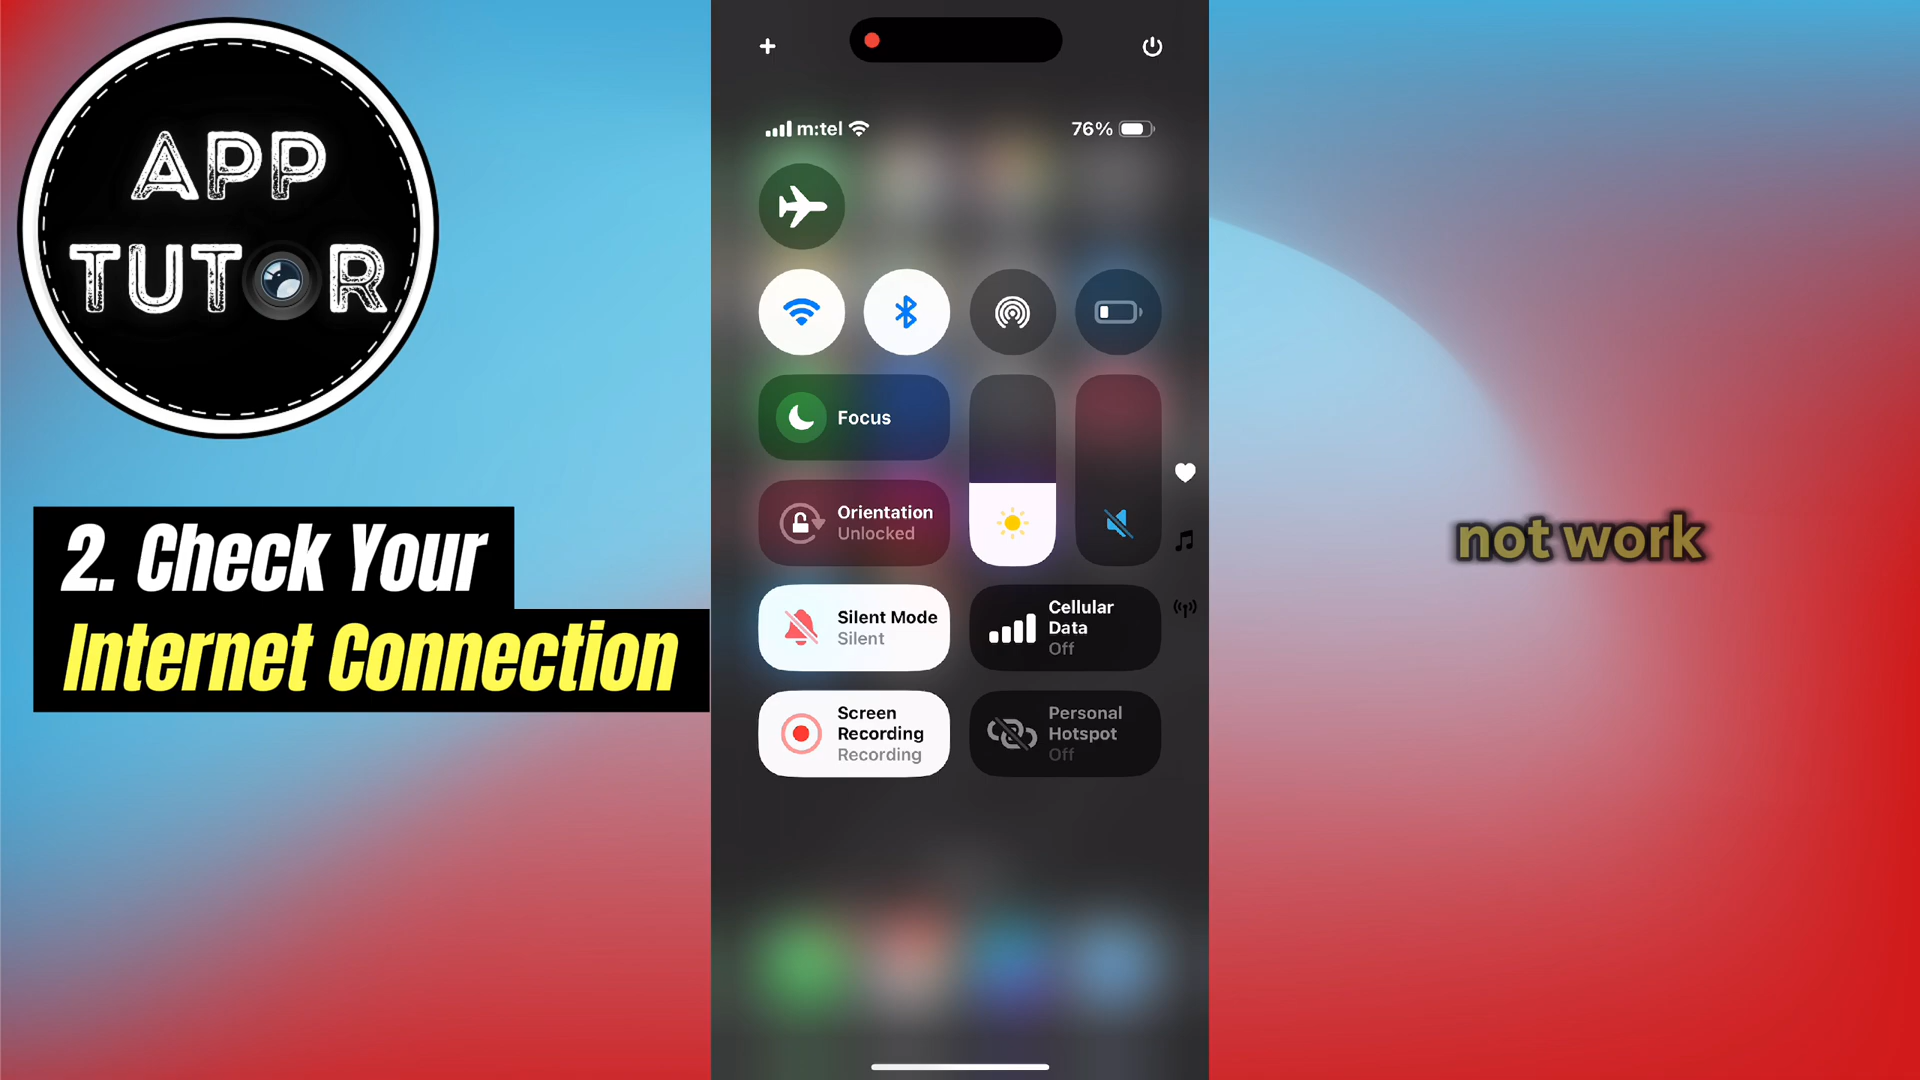 APP
TUTOR
2. Check Your
Internet Connection
m:tel
76%
Focus
Orientation
Unlocked
Silent Mode
Silent
Cellular
Data
Off
Screen
Recording
Recording
Personal
Hotspot
Off
not work